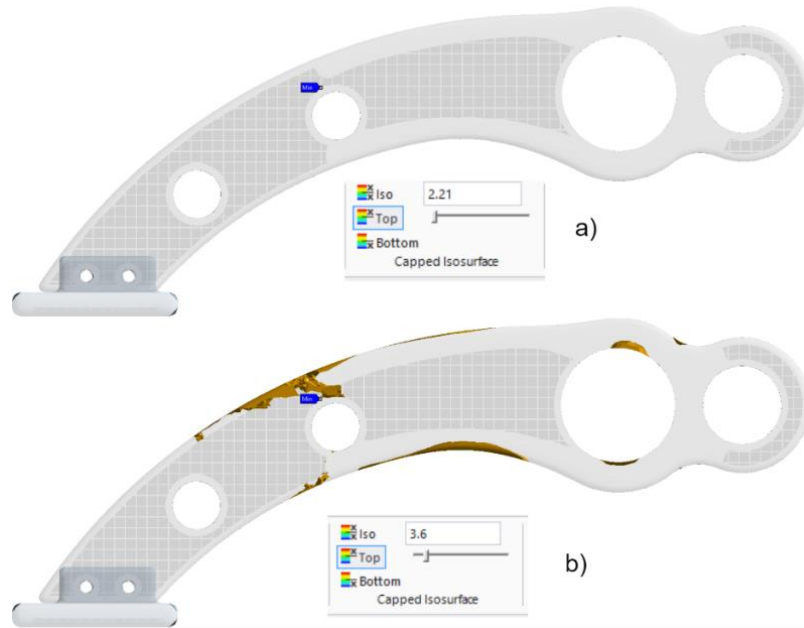 Min
Iso 2.21
Top
Bottom
Capped Isosurface
a)
Min
Iso 3.6
Top
Bottom
Capped Isosurface
b)